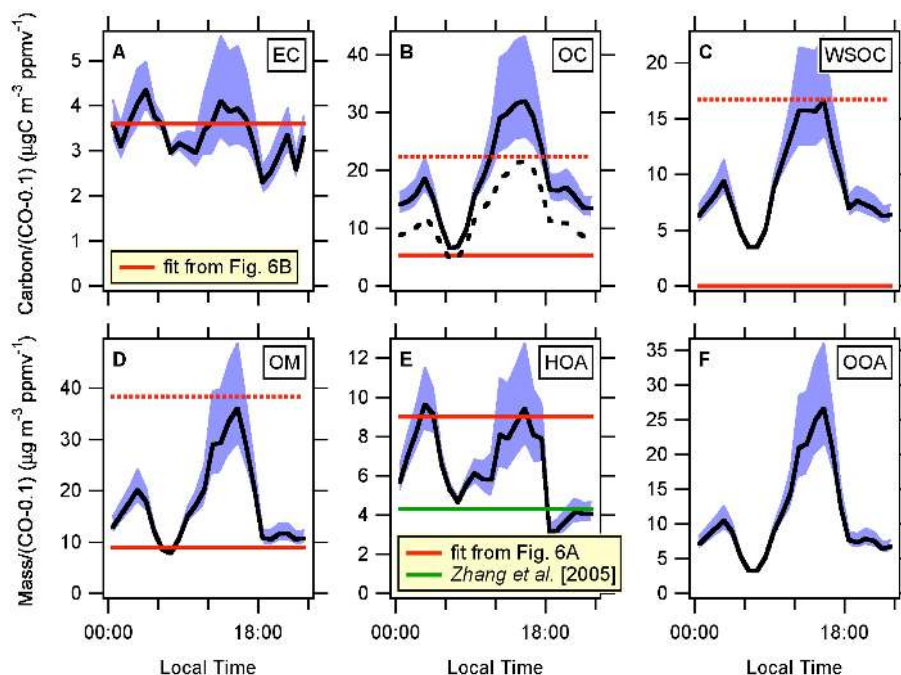 Carbon/(CO-0.1) (µgC m⁻³ ppmv⁻¹)
A
EC
5
4
3
2
1
0
fit from Fig. 6B
B
OC
40
30
20
10
0
C
WSOC
20
15
10
5
0
Mass/(CO-0.1) (µg m⁻³ ppmv⁻¹)
D
OM
40
30
20
10
0
00:00
18:00
Local Time
E
HOA
12
10
8
6
4
2
0
fit from Fig. 6A
Zhang et al. [2005]
00:00
18:00
Local Time
F
OOA
35
30
25
20
15
10
5
0
00:00
18:00
Local Time